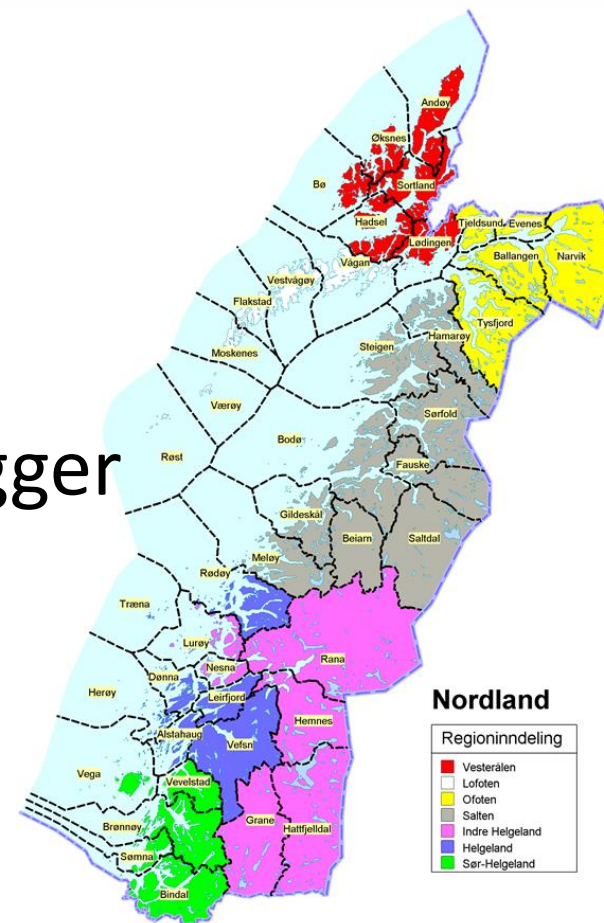 Andøy
Øksnes
Bø
Sortland
Hadsel
Tjeldsund
Evenes
Lødingen
Vågan
Ballangen
Narvik
Vestvågøy
Flakstad
Tysfjord
Hamarøy
Steigen
Moskenes
Værøy
Sørfold
Bodø
Røst
gger
Fauske
Gildeskål
Beiarn
Saltdal
Meløy
Rødøy
Træna
Lurøy
Rana
Nesna
Dønna
Herøy
Leirfjord
Hemnes
Alstahaug
Vefsn
Vega
Vevelstad
Brønnøy
Grane
Hattfjelldal
Sømna
Bindal
Nordland
Regioninndeling
Vesterålen
Lofoten
Ofoten
Salten
Indre Helgeland
Helgeland
Sør-Helgeland